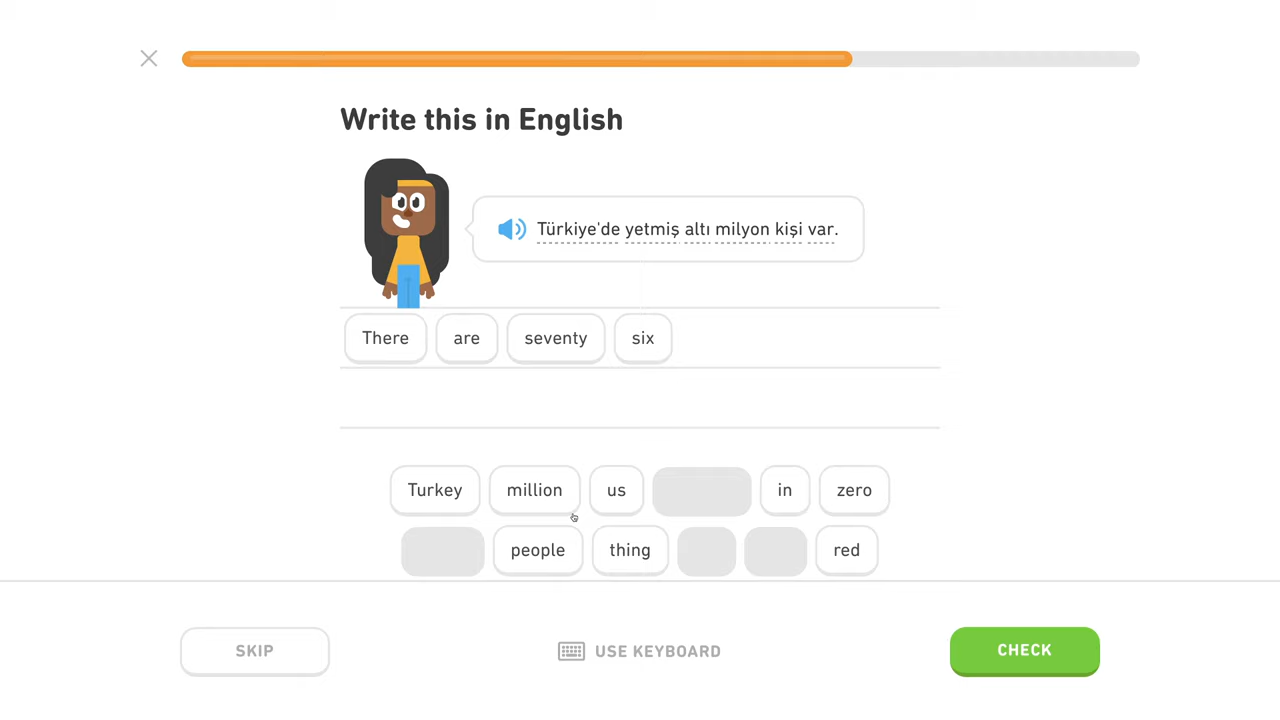 Write this in English
Türkiye'de yetmiş altı milyon kişi var.
There are seventy six
Turkey million us in zero
people thing red
SKIP USE KEYBOARD CHECK